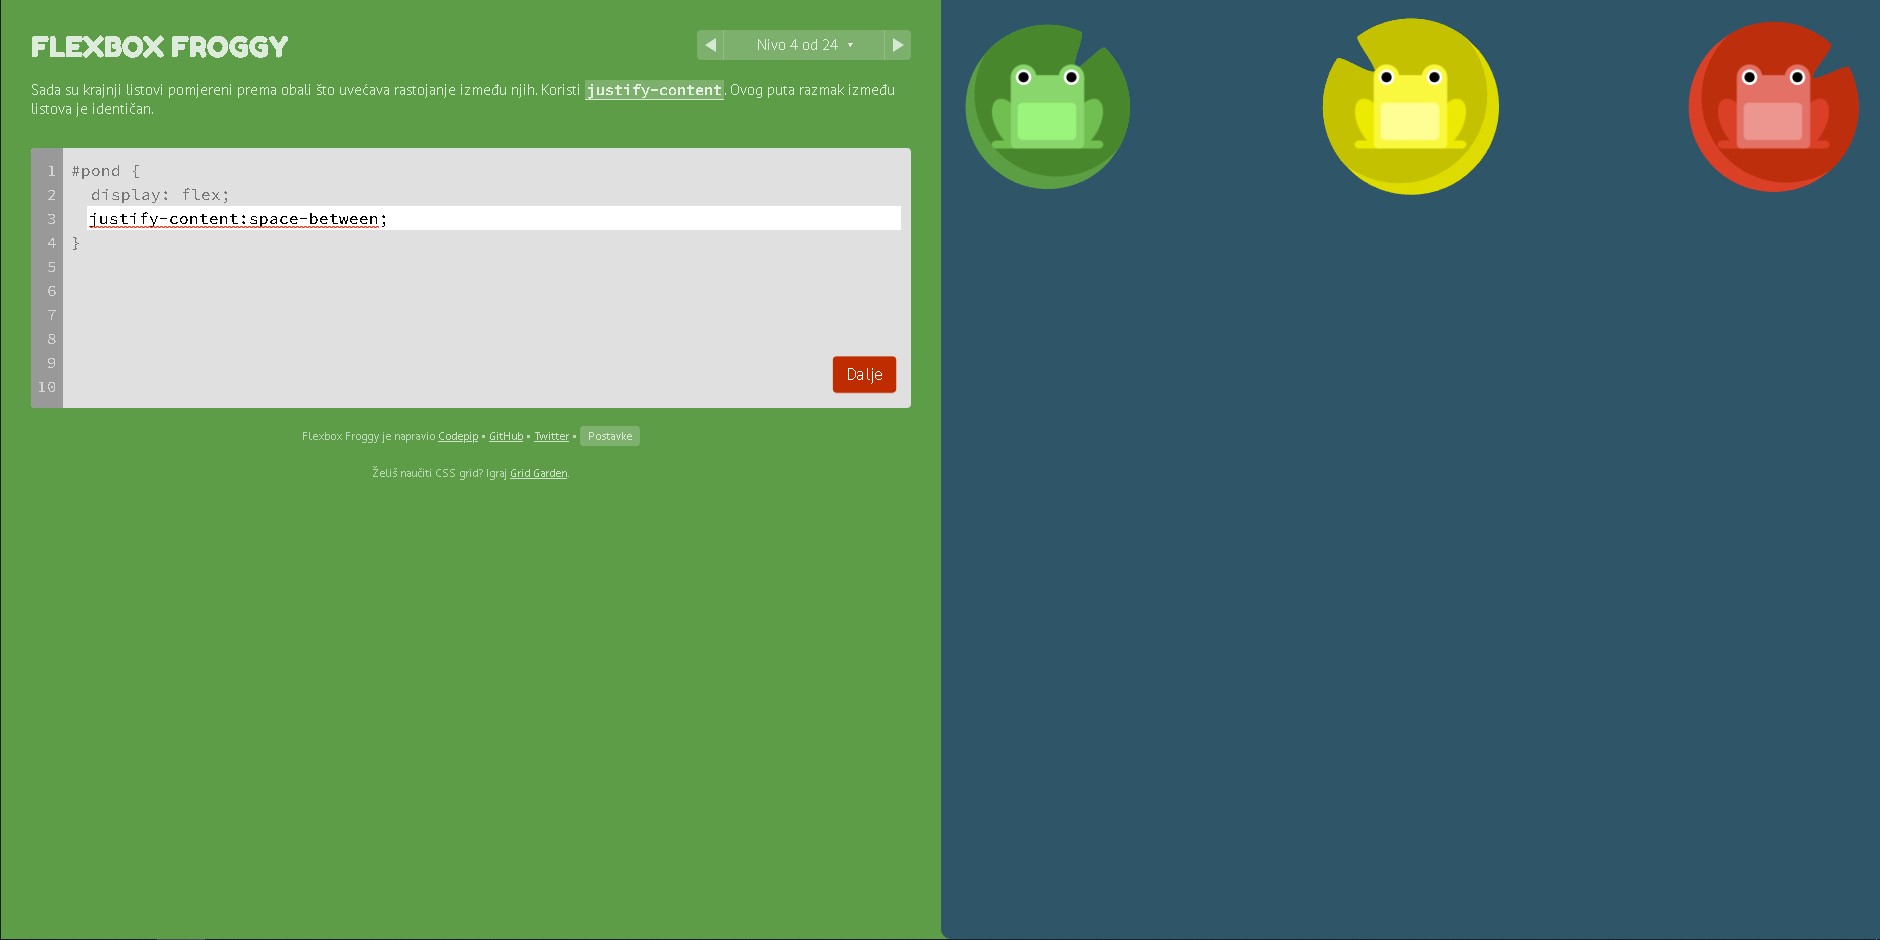 FLEXBOX FROGGY
◀ Nivo 4 od 24 ▾ ▶
Sada su krajnji listovi pomjereni prema obali što uvećava rastojanje između njih. Koristi justify-content. Ovog puta razmak između
listova je identičan.
1 #pond {
2 display: flex;
3 justify-content:space-between;
4 }
5
6
7
8
9
10
Dalje
Flexbox Froggy je napravio Codepip • GitHub • Twitter • Postavke
Želiš naučiti CSS grid? Igraj Grid Garden.